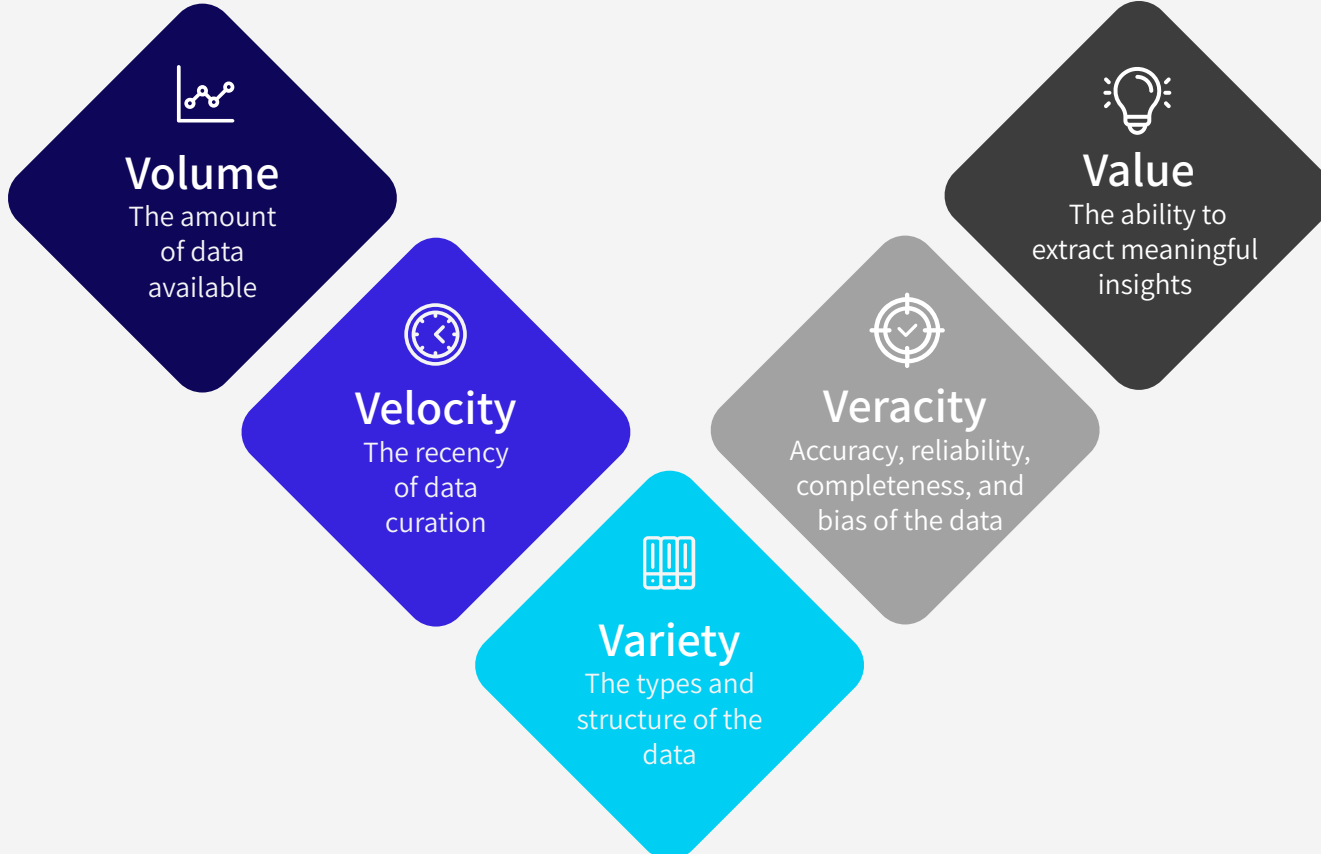 Volume
The amount
of data
available
Velocity
The recency
of data
curation
Variety
The types and
structure of the
data
Veracity
Accuracy, reliability,
completeness, and
bias of the data
Value
The ability to
extract meaningful
insights